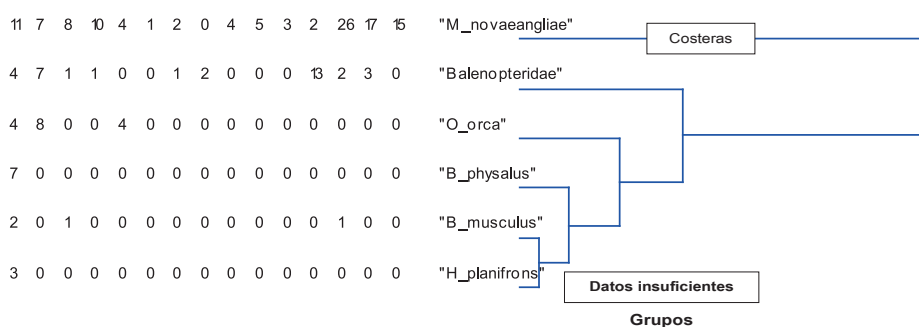 11 7 8 10 4 1 2 0 4 5 3 2 26 17 15 "M_novaeangliae"
Costeras
4 7 1 1 0 0 1 2 0 0 0 13 2 3 0 "Balenopteridae"
4 8 0 0 4 0 0 0 0 0 0 0 0 0 0 "O_orca"
7 0 0 0 0 0 0 0 0 0 0 0 0 0 0 "B_physalus"
2 0 1 0 0 0 0 0 0 0 0 0 1 0 0 "B_musculus"
3 0 0 0 0 0 0 0 0 0 0 0 0 0 0 "H_planifrons"
Datos insuficientes
Grupos